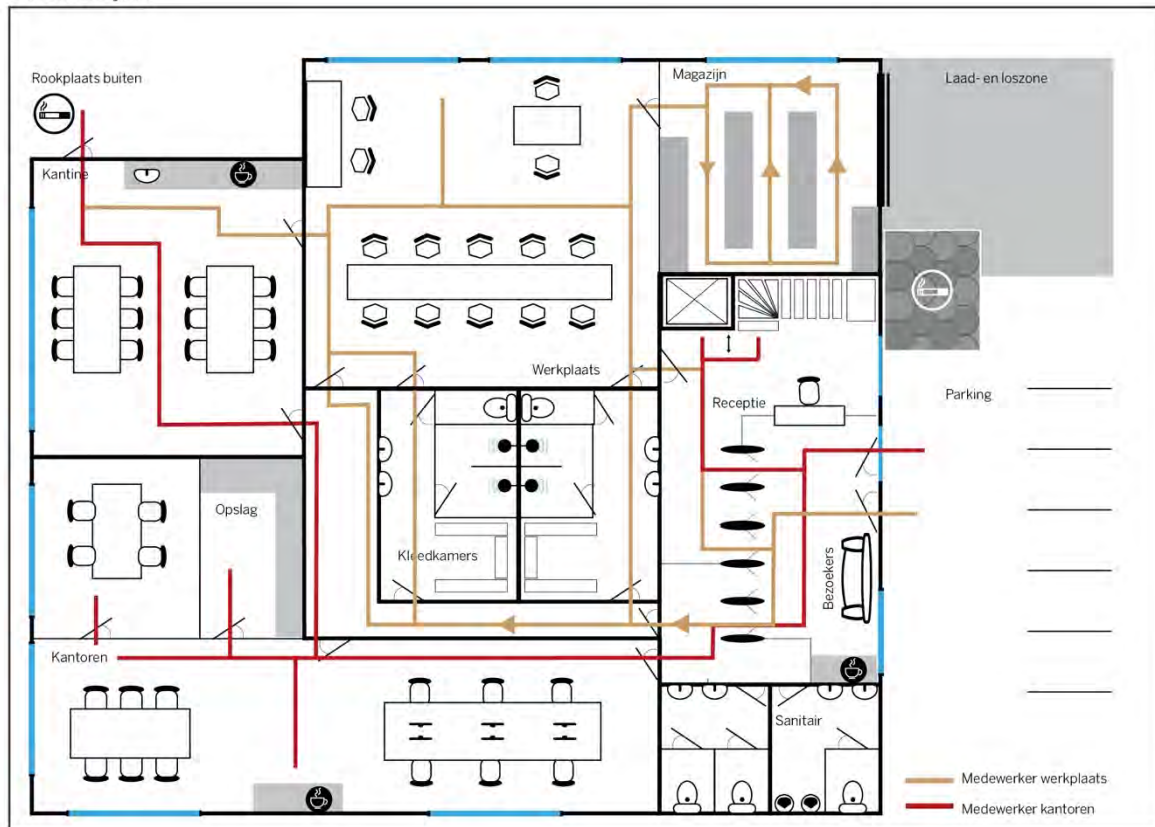 Rookplaats buiten
Magazijn
Laad- en loszone
Kantine
Werkplaats
Receptie
Parking
Opslag
Kleedkamers
Bezoekers
Kantoren
Sanitair
Medewerker werkplaats
Medewerker kantoren